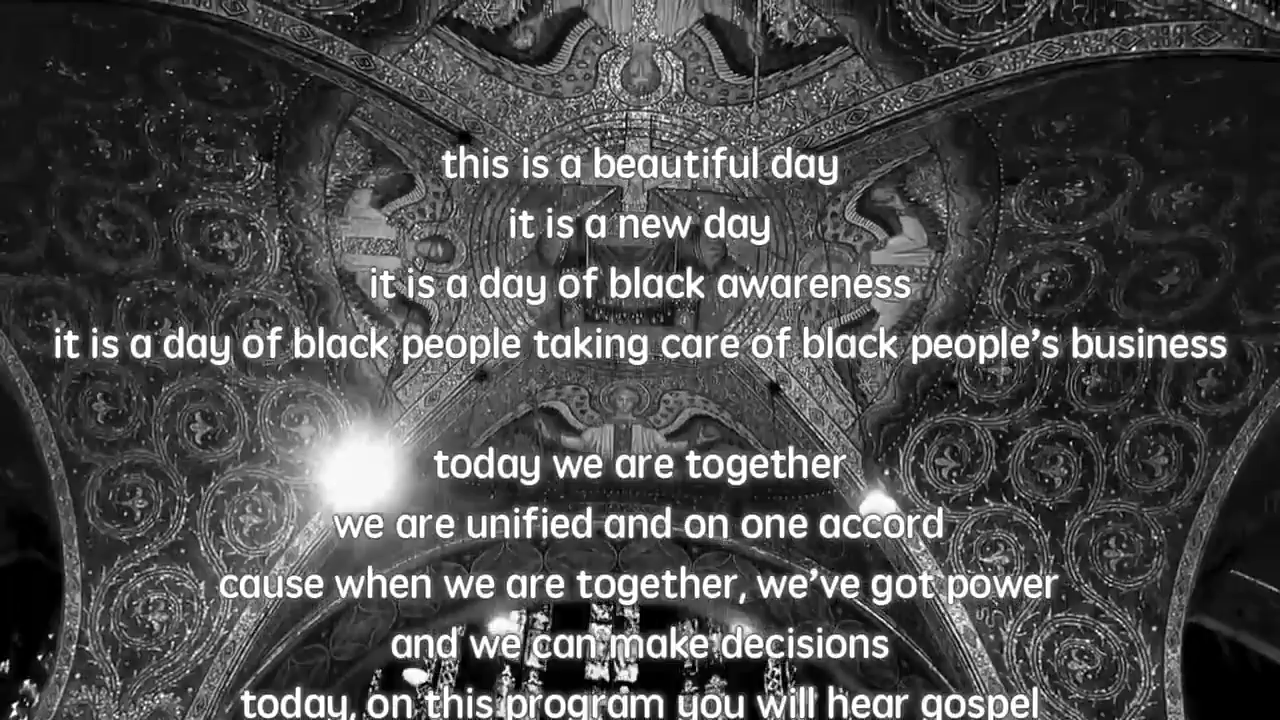 this is a beautiful day
it is a new day
it is a day of black awareness
it is a day of black people taking care of black people’s business
today we are together
we are unified and on one accord
cause when we are together, we’ve got power
and we can make decisions
today, on this program you will hear gospel